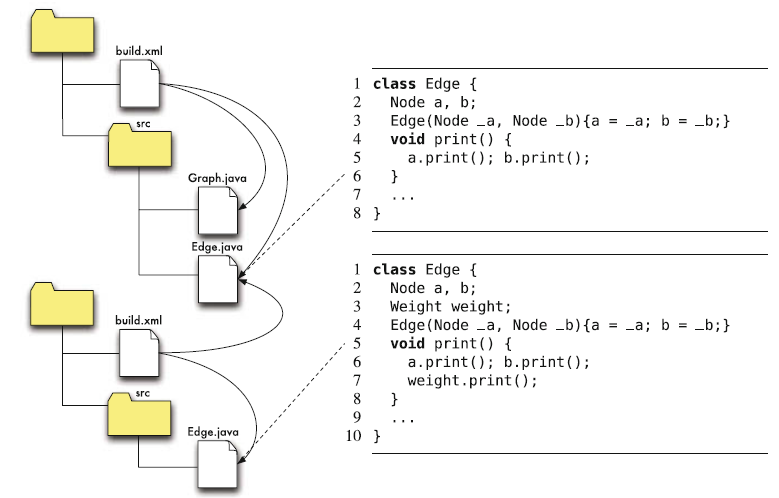 build.xml
src
Graph.java
Edge.java
build.xml
src
Edge.java
1 class Edge {
2 Node a, b;
3 Edge(Node _a, Node _b){a = _a; b = _b;}
4 void print() {
5 a.print(); b.print();
6 }
7 ...
8 }
1 class Edge {
2 Node a, b;
3 Weight weight;
4 Edge(Node _a, Node _b){a = _a; b = _b;}
5 void print() {
6 a.print(); b.print();
7 weight.print();
8 }
9 ...
10 }